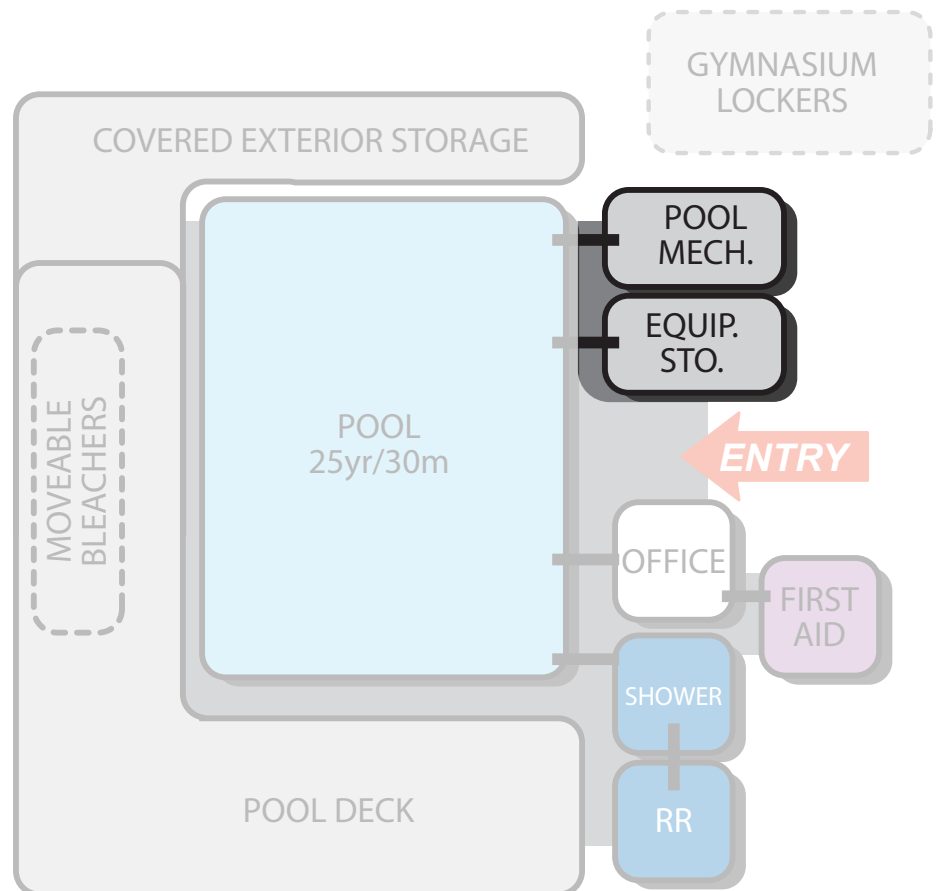 GYMNASIUM
LOCKERS
COVERED EXTERIOR STORAGE
POOL
MECH.
EQUIP.
STO.
MOVEABLE
BLEACHERS
POOL
25yr/30m
ENTRY
OFFICE
FIRST
AID
SHOWER
RR
POOL DECK